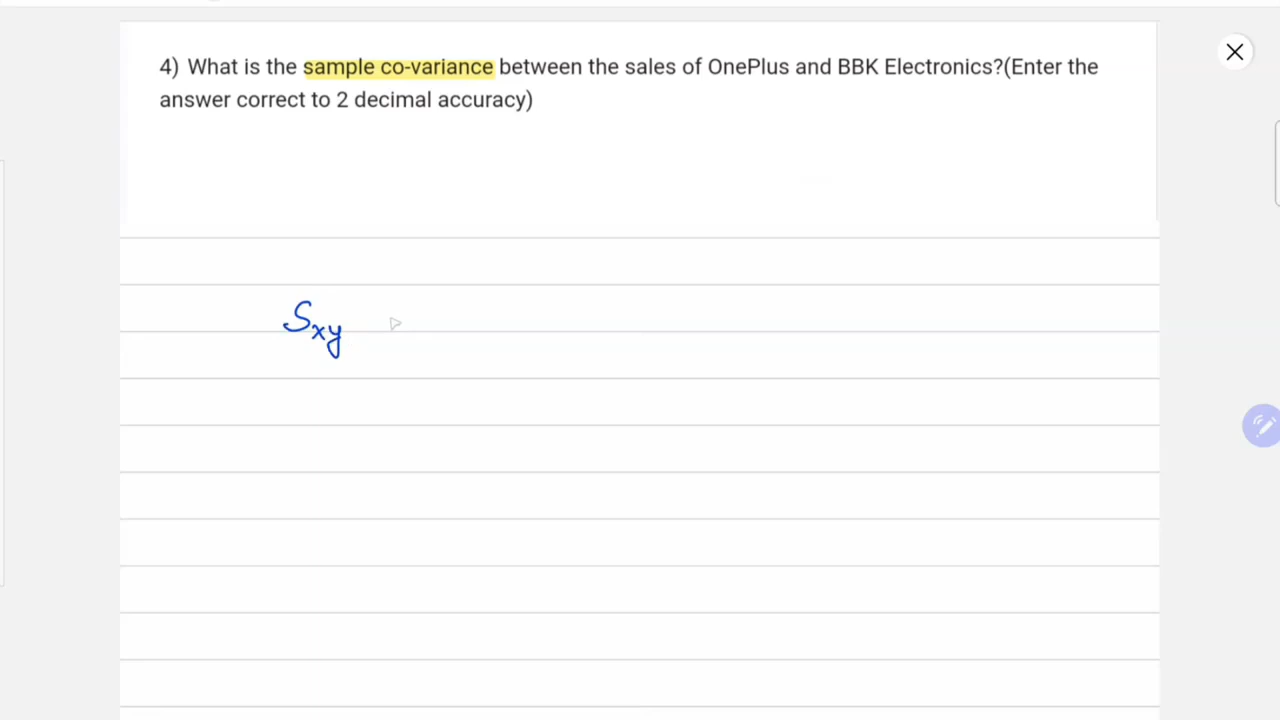 4) What is the sample co-variance between the sales of OnePlus and BBK Electronics?(Enter the
answer correct to 2 decimal accuracy)
Sxy